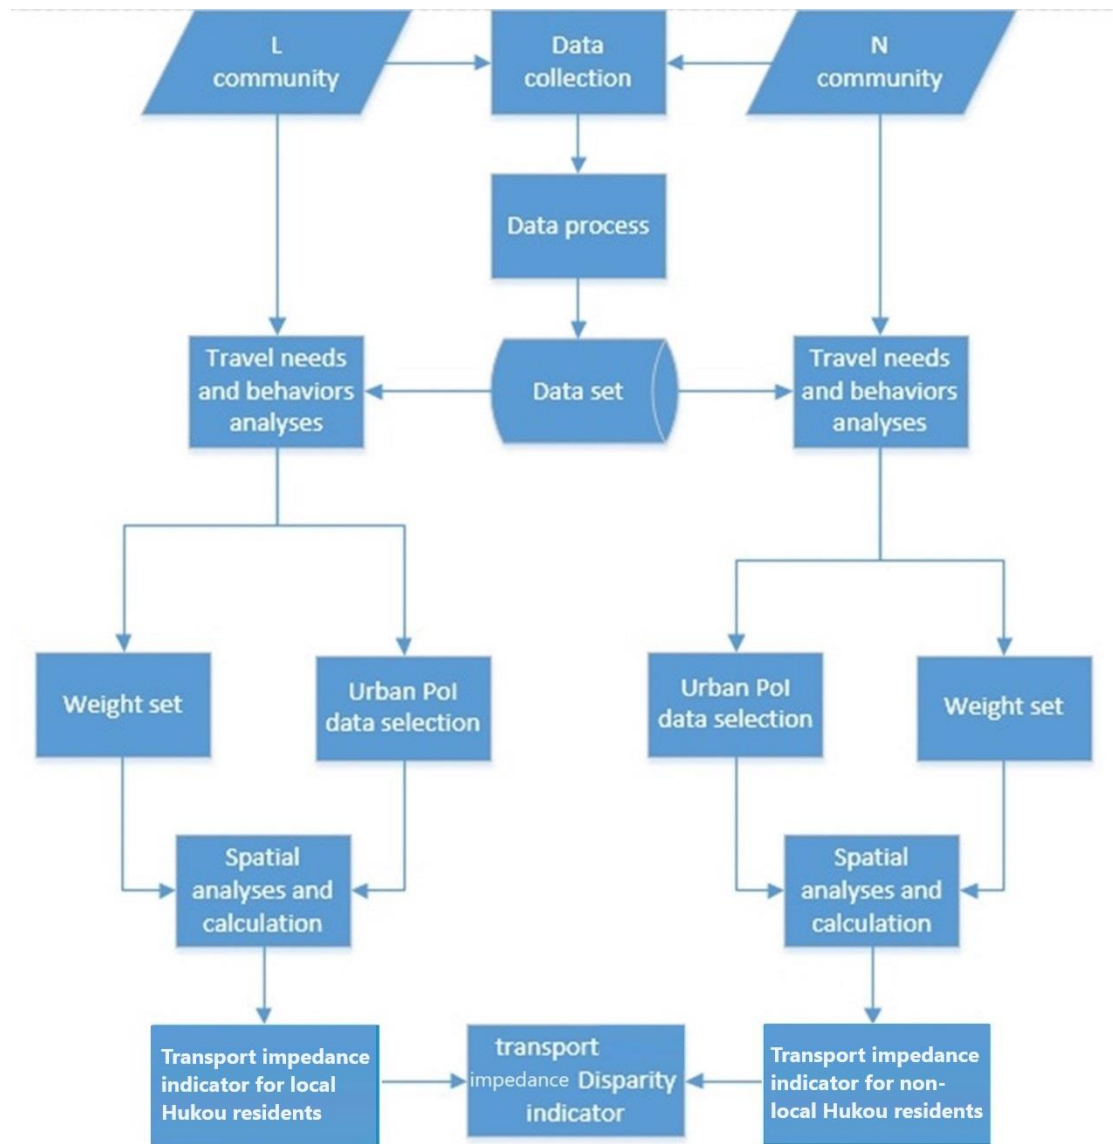 L
community
Data
collection
N
community
Data process
Travel needs
and behaviors
analyses
Data set
Travel needs
and behaviors
analyses
Weight set
Urban PoI
data selection
Urban PoI
data selection
Weight set
Spatial
analyses and
calculation
Spatial
analyses and
calculation
Transport impedance
indicator for local
Hukou residents
transport
impedance Disparity
indicator
Transport impedance
indicator for non-
local Hukou residents